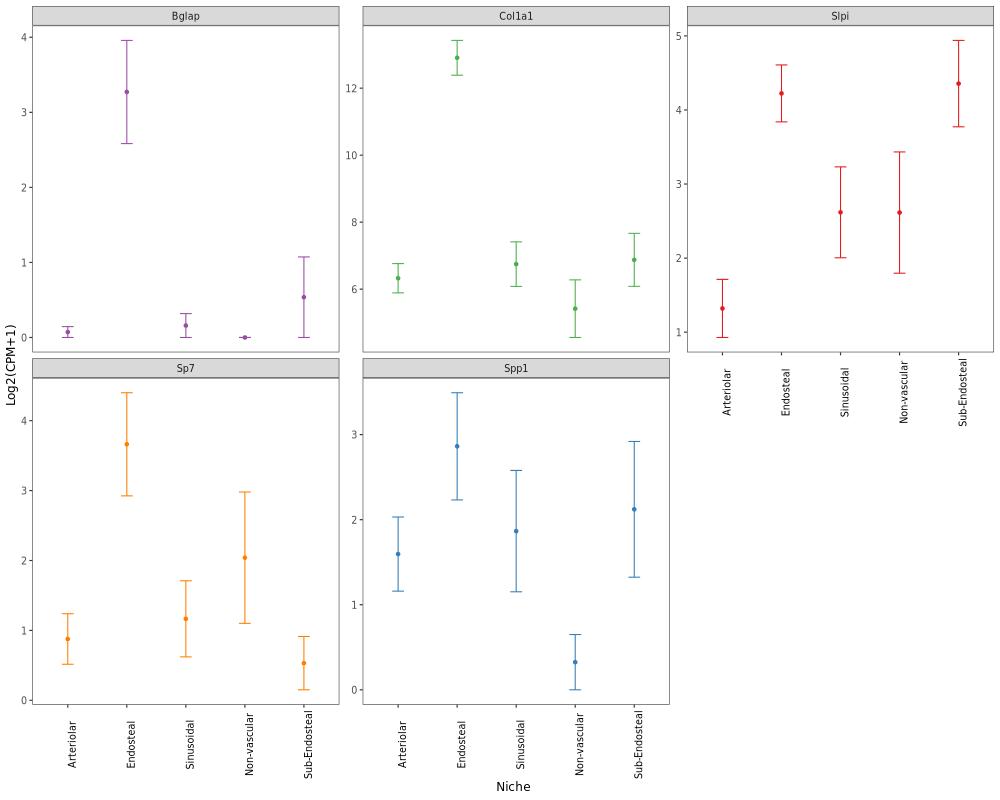 Bglap
Col1a1
Slpi
4
3
2
1
0
12
10
8
6
5
4
3
2
1
Arteriolar
Endosteal
Sinusoidal
Non-vascular
Sub-Endosteal
Log2(CPM+1)
Sp7
Spp1
4
3
2
1
0
3
2
1
0
Arteriolar
Endosteal
Sinusoidal
Non-vascular
Sub-Endosteal
Arteriolar
Endosteal
Sinusoidal
Non-vascular
Sub-Endosteal
Niche